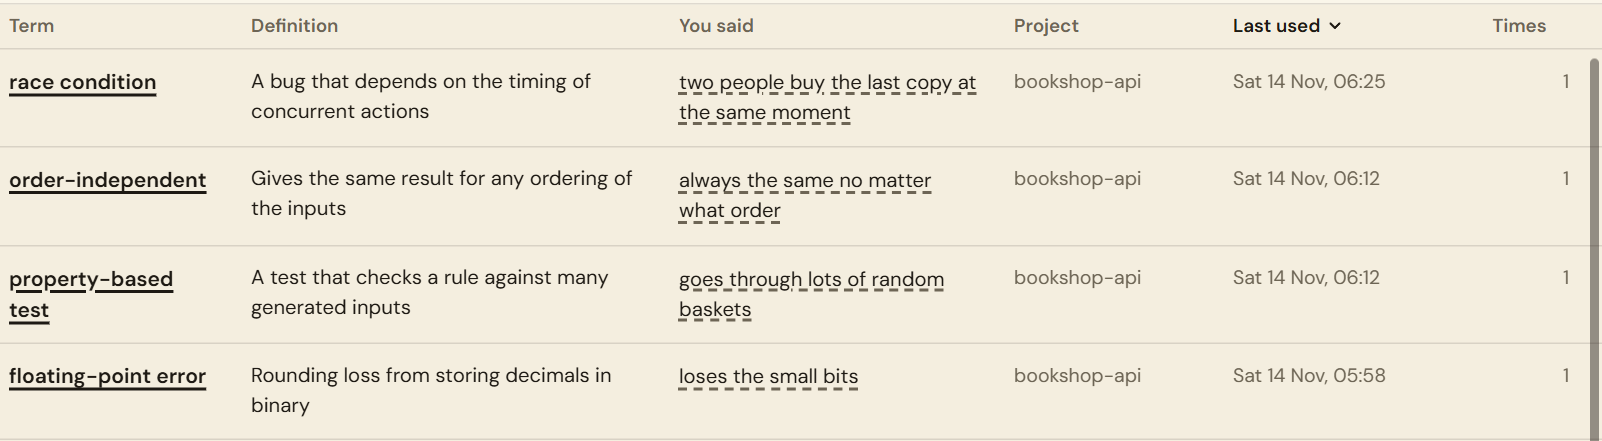 Term Definition You said Project Last used Times
race condition A bug that depends on the timing of two people buy the last copy at bookshop-api Sat 14 Nov, 06:25 1
concurrent actions the same moment
order-independent Gives the same result for any ordering of always the same no matter bookshop-api Sat 14 Nov, 06:12 1
the inputs what order
property-based A test that checks a rule against many goes through lots of random bookshop-api Sat 14 Nov, 06:12 1
test generated inputs baskets
floating-point error Rounding loss from storing decimals in loses the small bits bookshop-api Sat 14 Nov, 05:58 1
binary